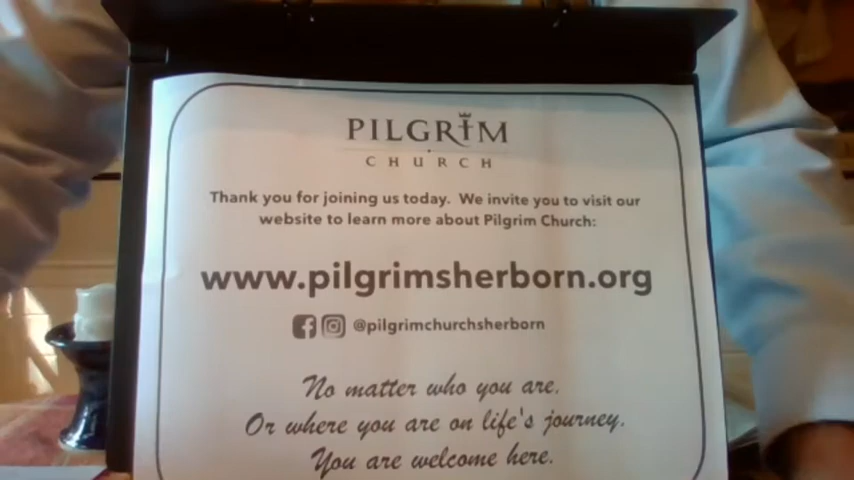 PILGRIM
CHURCH
Thank you for joining us today. We invite you to visit our
website to learn more about Pilgrim Church:
www.pilgrimsherborn.org
@pilgrimchurchsherborn
No matter who you are.
Or where you are on life's journey.
You are welcome here.